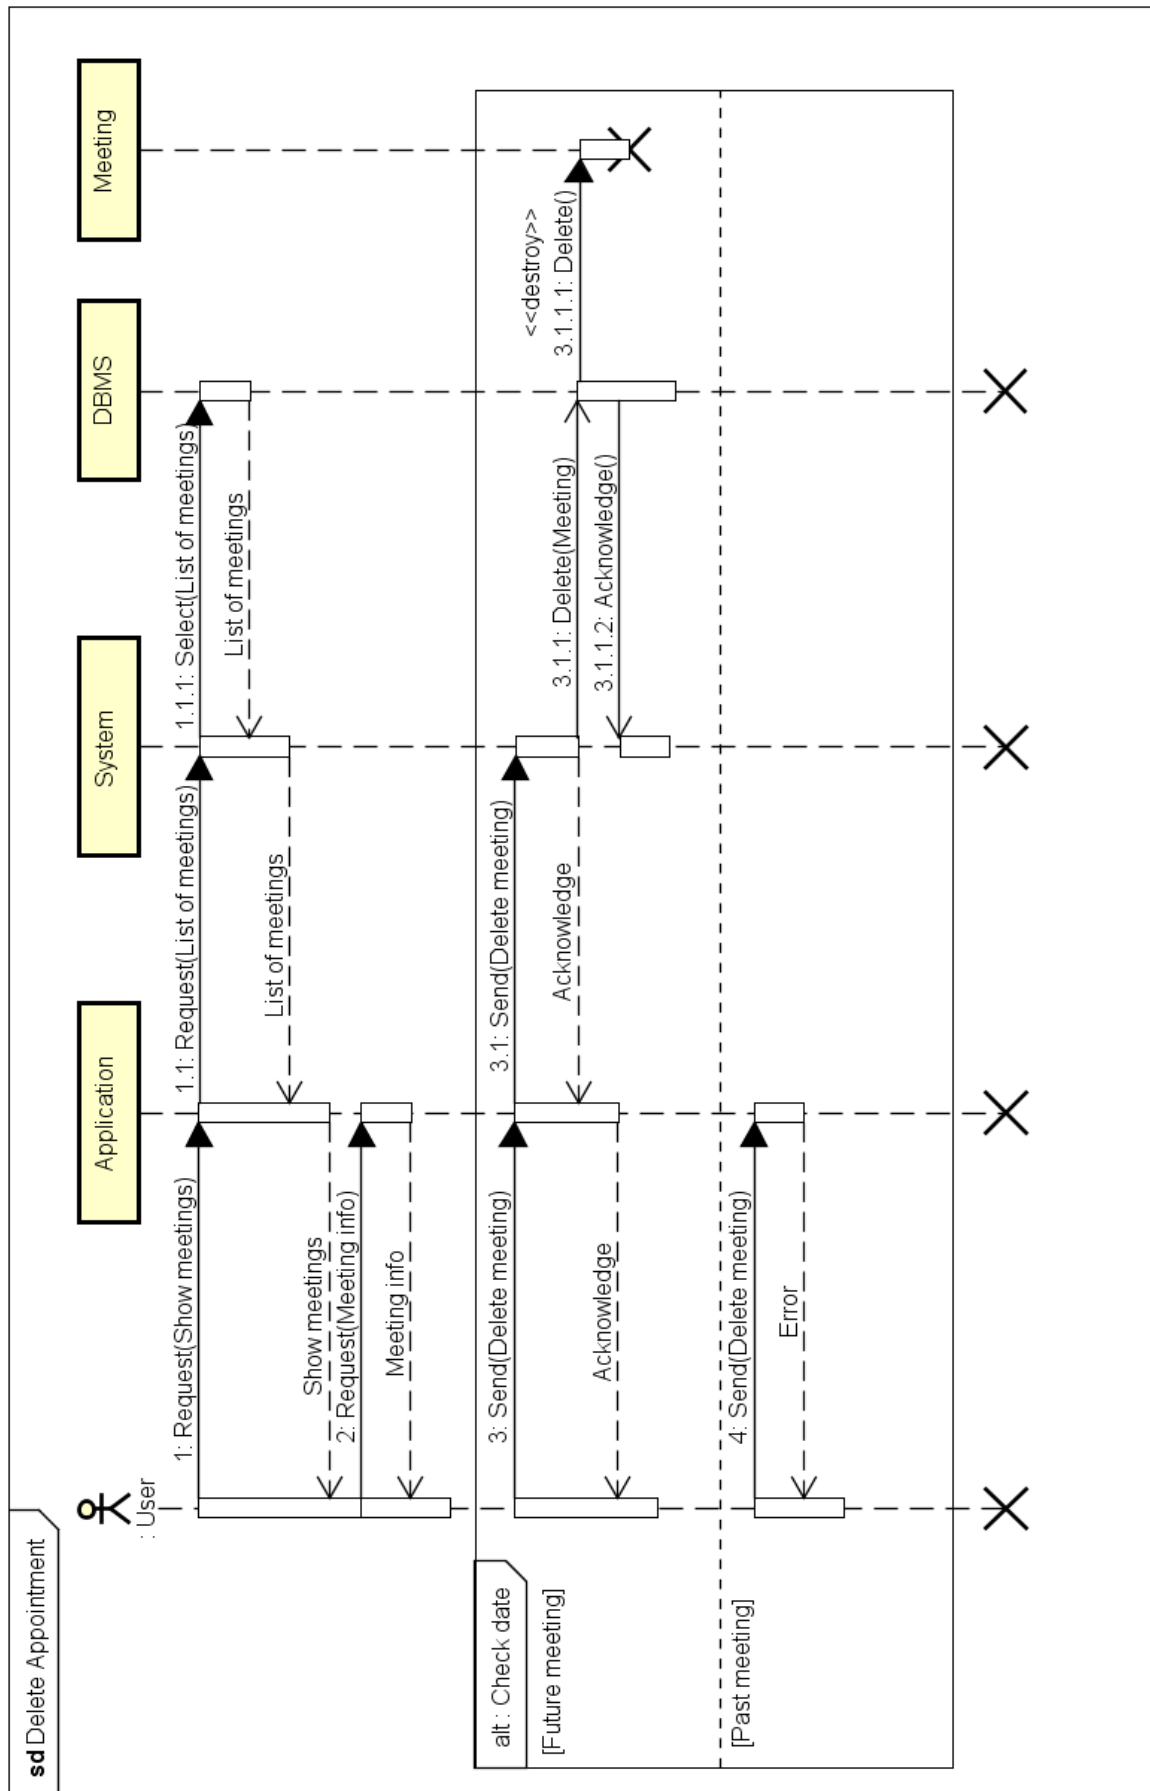 sd Delete Appointment
: User
Application
System
DBMS
Meeting
1: Request(Show meetings)
1.1: Request(List of meetings)
1.1.1: Select(List of meetings)
List of meetings
List of meetings
Show meetings
2: Request(Meeting info)
Meeting info
alt : Check date
[Future meeting]
3: Send(Delete meeting)
3.1: Send(Delete meeting)
3.1.1: Delete(Meeting)
<<destroy>>
3.1.1.1: Delete()
Acknowledge
3.1.1.2: Acknowledge()
Acknowledge
[Past meeting]
4: Send(Delete meeting)
Error